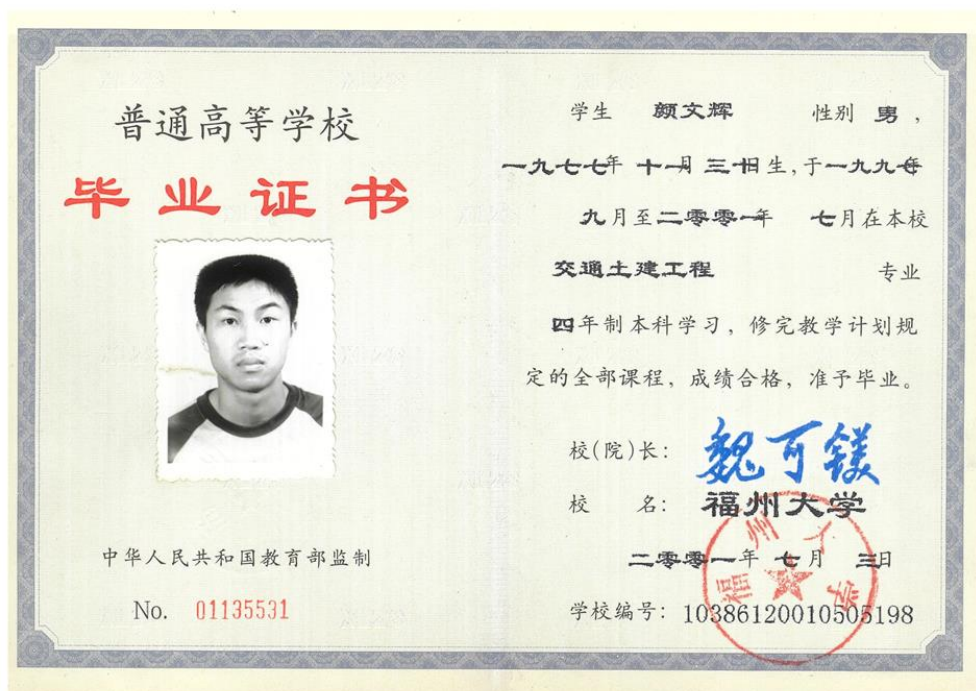 普通高等学校
毕业证书
中华人民共和国教育部监制
No. 01135531
学生 颜文辉 性别 男，
一九七七年 十一月 三十日生，于一九九七年
九月至二零零一年 七月在本校
交通土建工程 专业
四年制本科学习，修完教学计划规
定的全部课程，成绩合格，准予毕业。
校(院)长：魏可镁
校 名：福州大学
二零零一年 七月 三日
学校编号：10386120010505198
福州大学